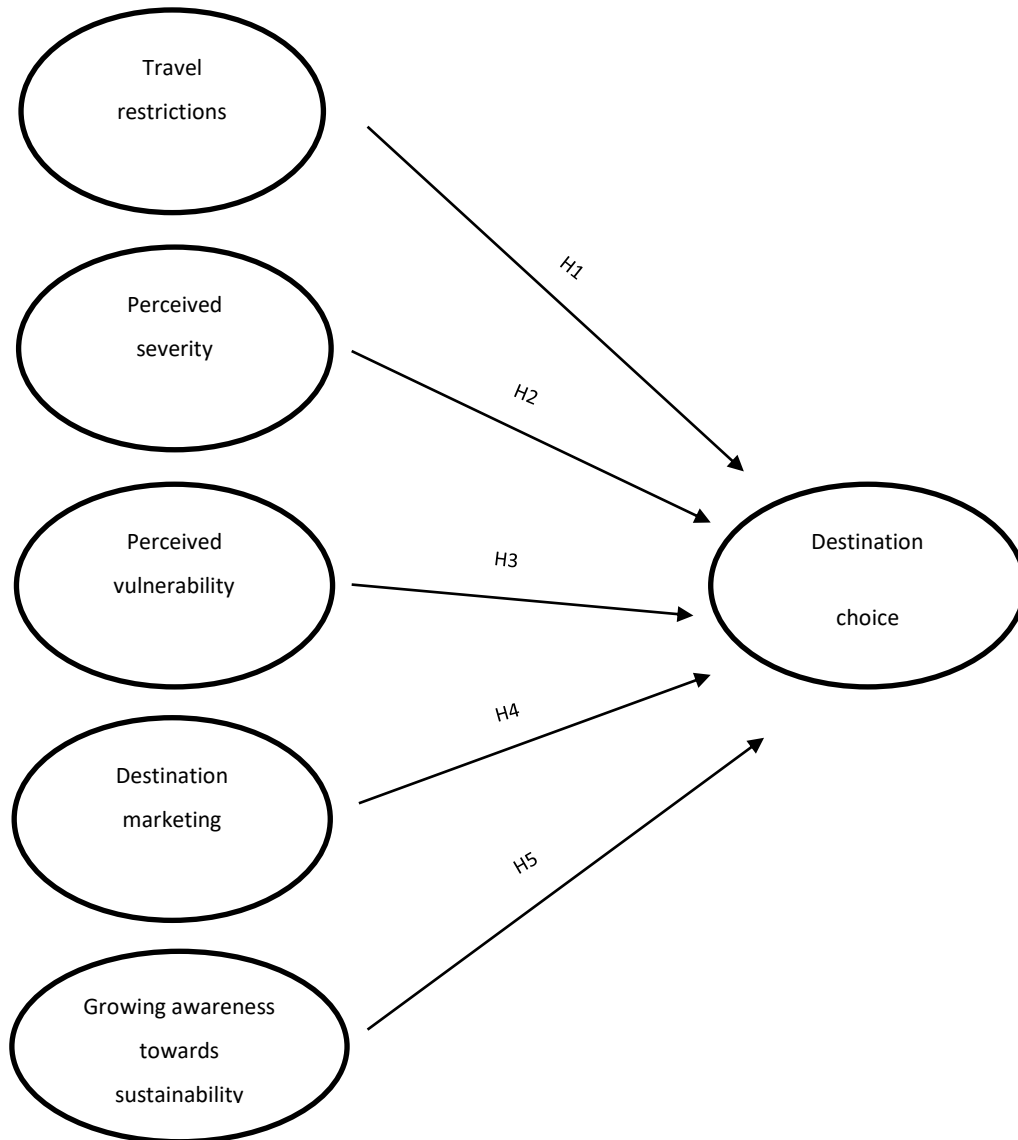 Travel
restrictions
H1
Perceived
severity
H2
Perceived
vulnerability
H3
Destination
choice
Destination
marketing
H4
Growing awareness
towards
sustainability
H5